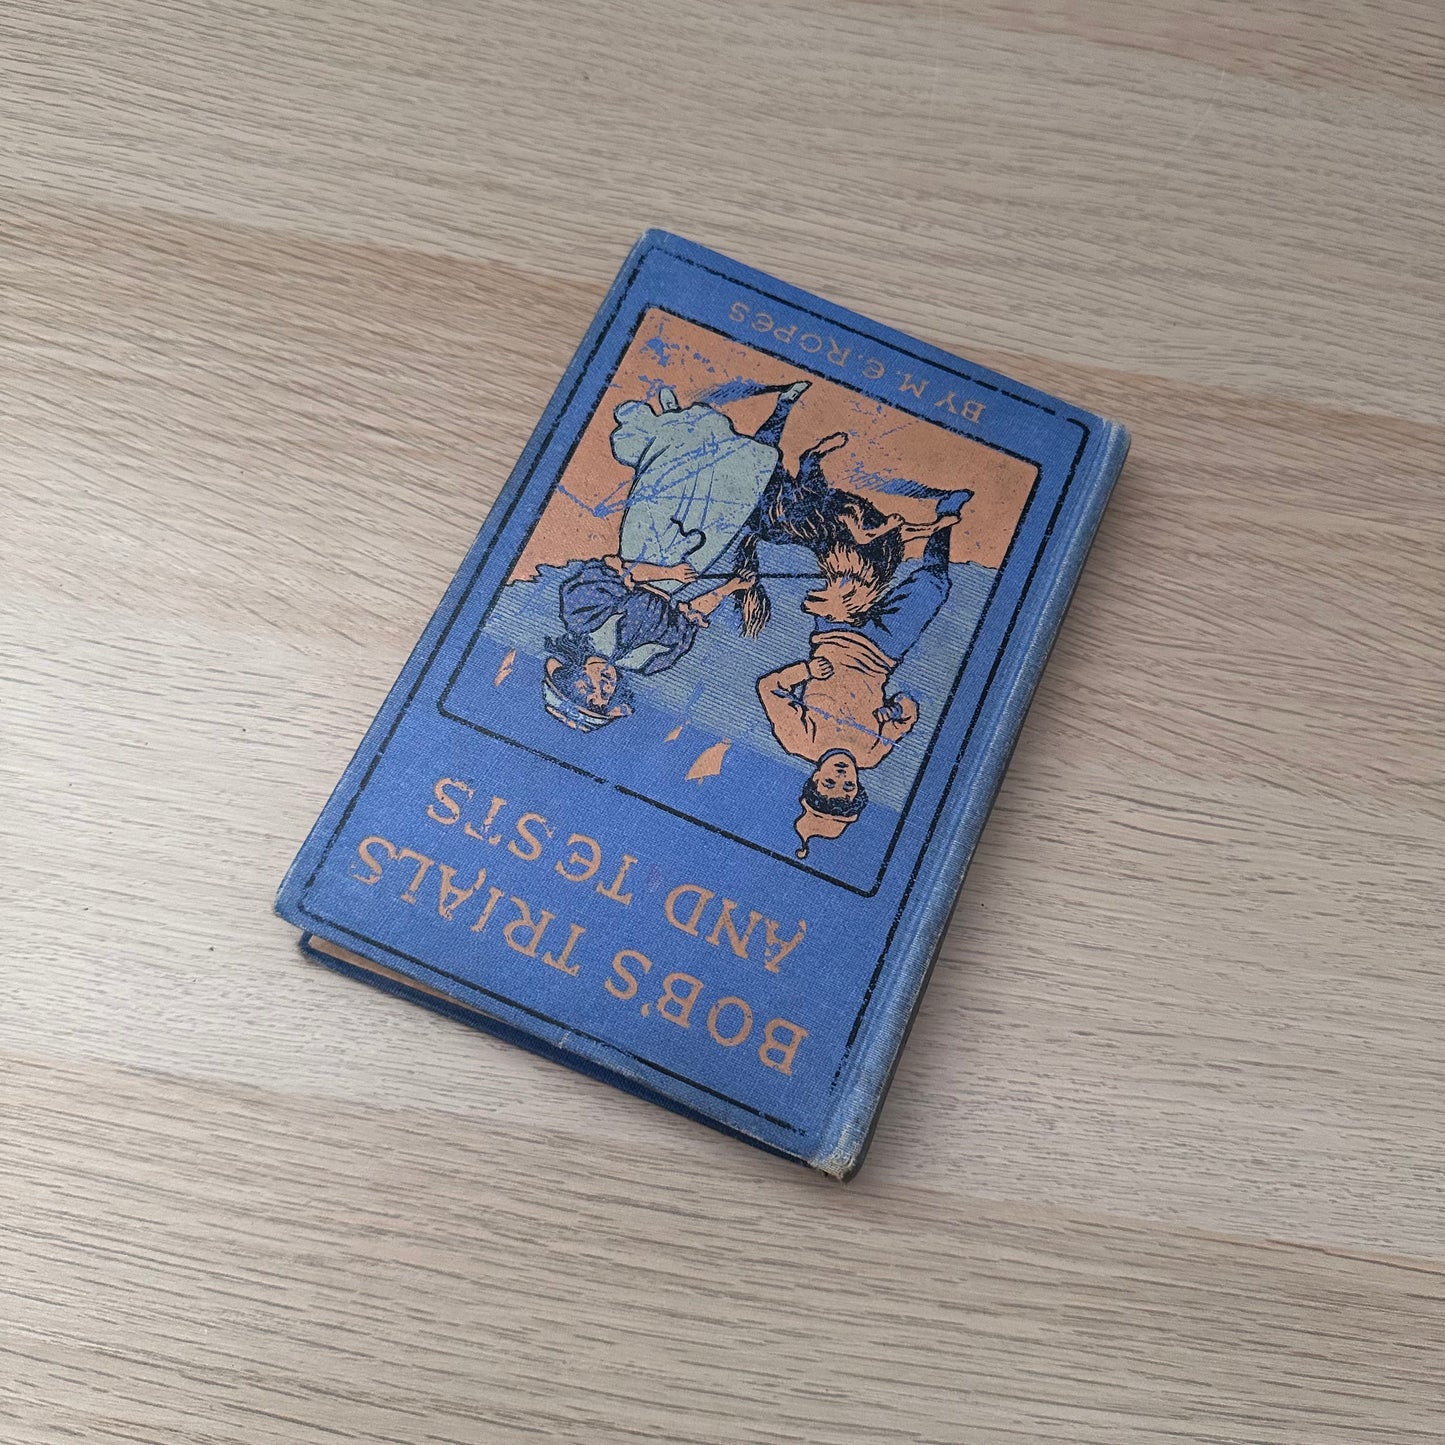 BOB'S TRIALS
AND TESTS
BY M. E. ROPES